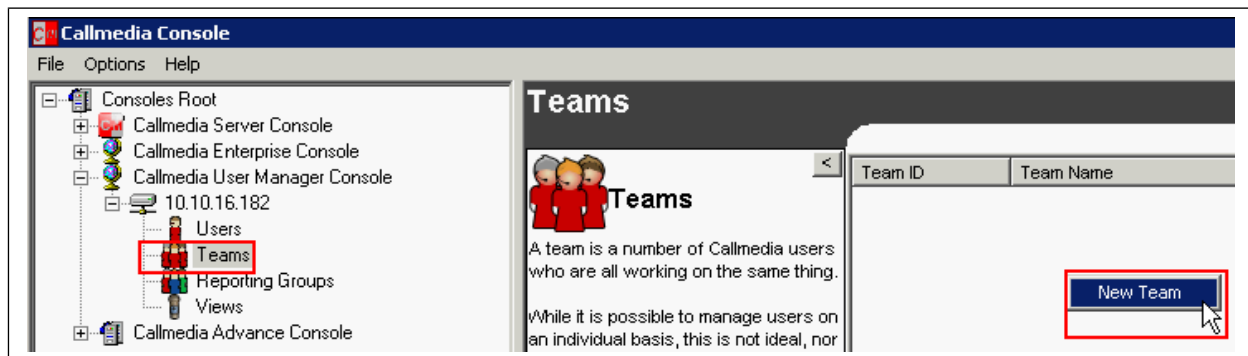 Callmedia Console
File Options Help
Consoles Root
Callmedia Server Console
Callmedia Enterprise Console
Callmedia User Manager Console
10.10.16.182
Users
Teams
Reporting Groups
Views
Callmedia Advance Console
Teams
<
Teams
A team is a number of Callmedia users
who are all working on the same thing.
While it is possible to manage users on
an individual basis, this is not ideal, nor
Team ID Team Name
New Team